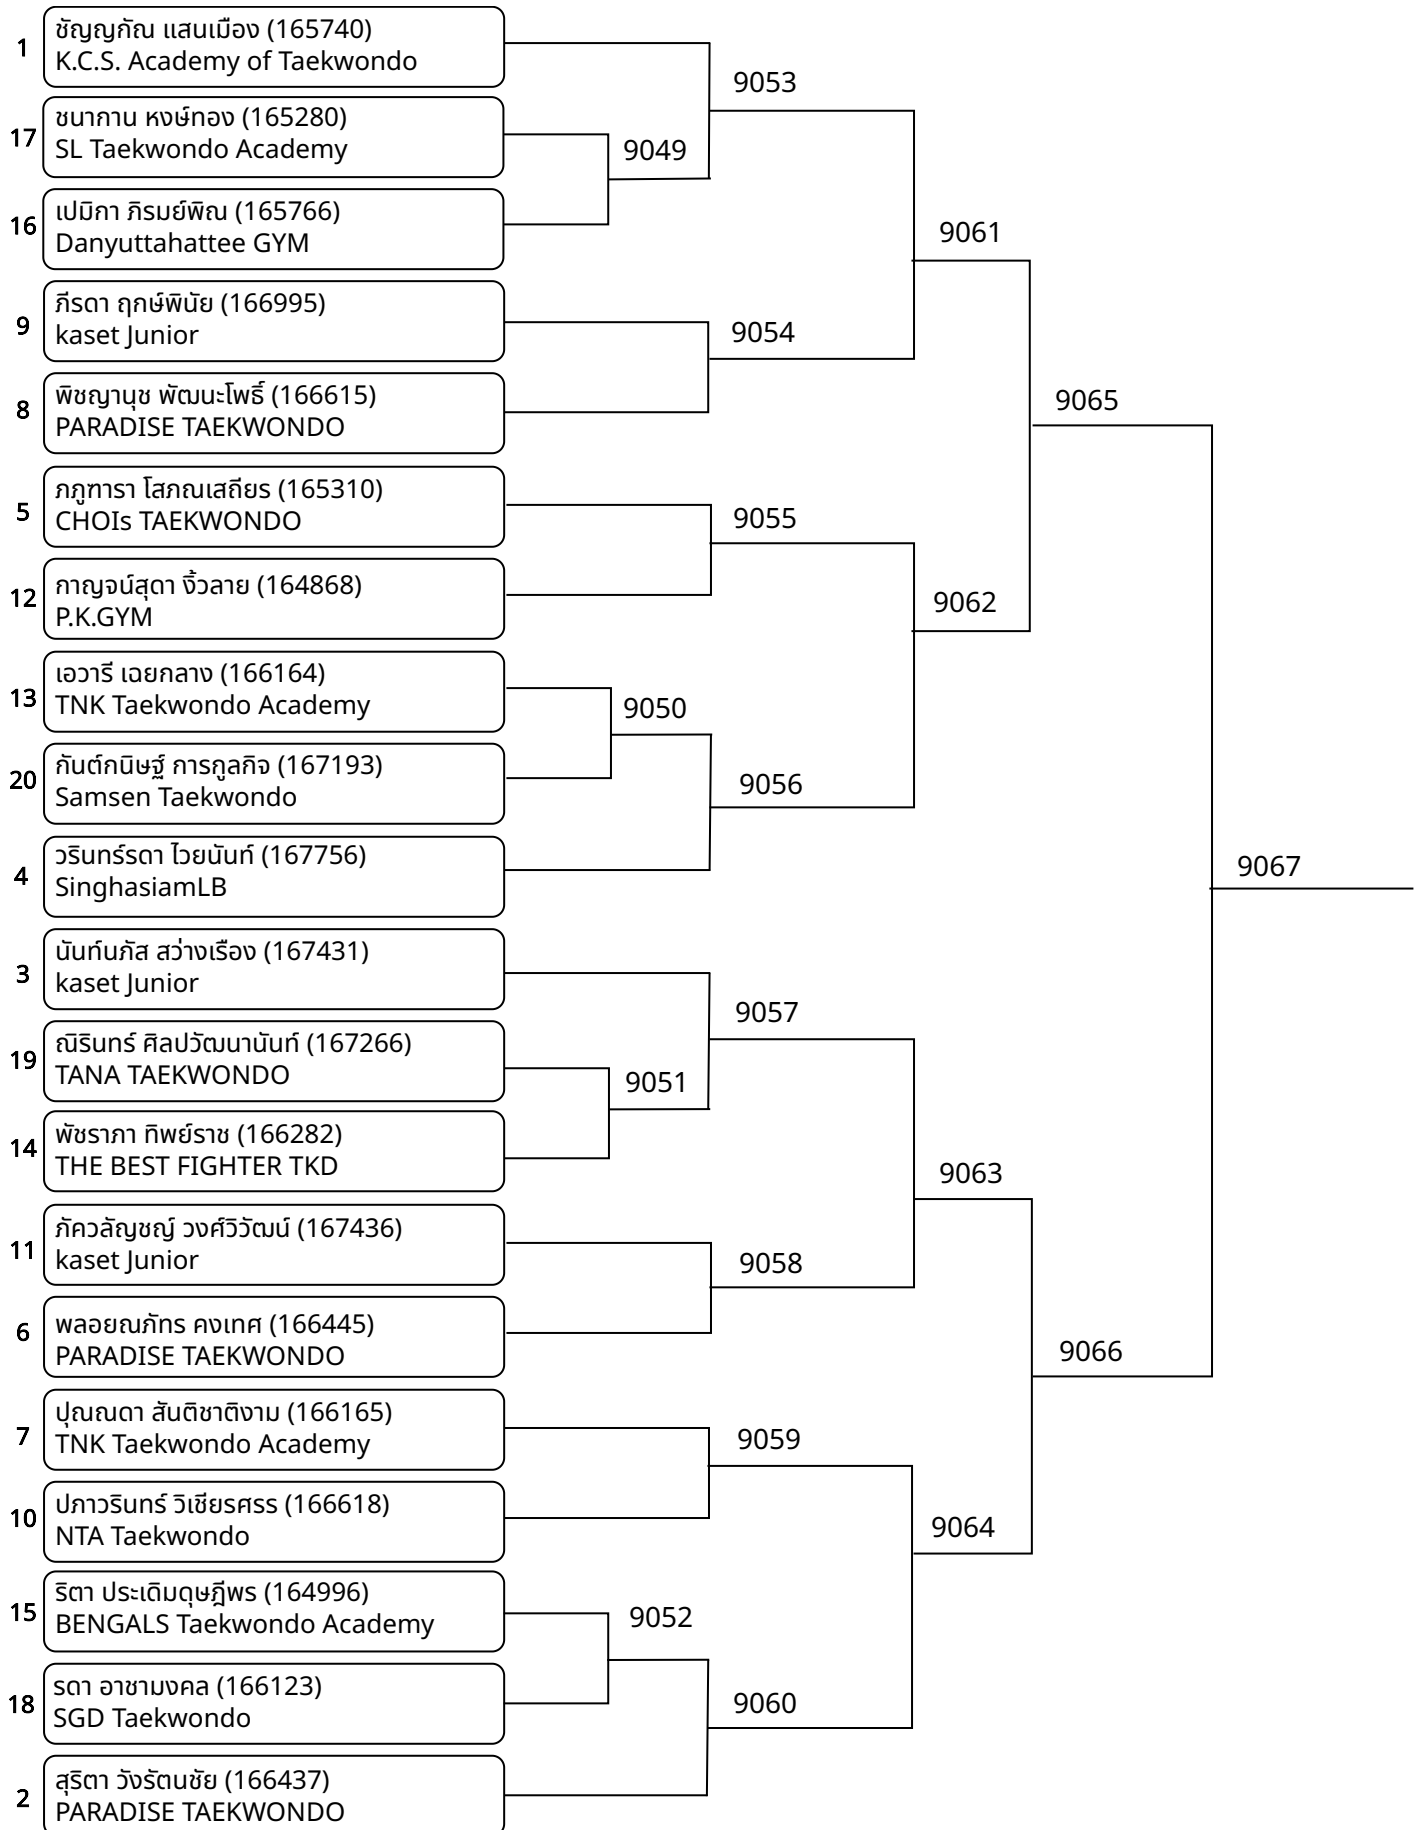 1
ชัญญกัณ แสนเมือง (165740)
K.C.S. Academy of Taekwondo
9053
17
ชนากาน หงษ์ทอง (165280)
SL Taekwondo Academy
9049
16
เปมิกา ภิรมย์พิณ (165766)
Danyuttahattee GYM
9061
9
ภีรดา ฤกษ์พินัย (166995)
kaset Junior
9054
8
พิชญานุช พัฒนะโพธิ์ (166615)
PARADISE TAEKWONDO
9065
5
ภภูฑารา โสภณเสถียร (165310)
CHOIs TAEKWONDO
9055
12
กาญจน์สุดา งิ้วลาย (164868)
P.K.GYM
9062
13
เอวารี เฉยกลาง (166164)
TNK Taekwondo Academy
9050
20
กันต์กนิษฐ์ การกูลกิจ (167193)
Samsen Taekwondo
9056
4
วรินทร์รดา ไวยนันท์ (167756)
SinghasiamLB
9067
3
นันท์นภัส สว่างเรือง (167431)
kaset Junior
9057
19
ณิรินทร์ ศิลปวัฒนานันท์ (167266)
TANA TAEKWONDO
9051
14
พัชราภา ทิพย์ราช (166282)
THE BEST FIGHTER TKD
9063
11
ภัควลัญชญ์ วงศ์วิวัฒน์ (167436)
kaset Junior
9058
6
พลอยณภัทร คงเทศ (166445)
PARADISE TAEKWONDO
9066
7
ปุณณดา สันติชาติงาม (166165)
TNK Taekwondo Academy
9059
10
ปภาวรินทร์ วิเชียรศรร (166618)
NTA Taekwondo
9064
15
ริตา ประเดิมดุษฎีพร (164996)
BENGALS Taekwondo Academy
9052
18
รดา อาชามงคล (166123)
SGD Taekwondo
9060
2
สุริตา วังรัตนชัย (166437)
PARADISE TAEKWONDO